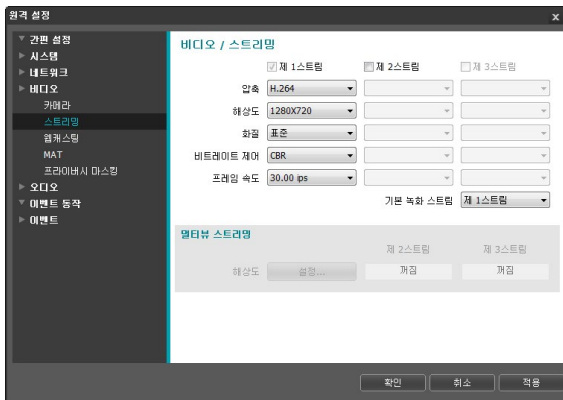 원격 설정 x
간편 설정
시스템
네트워크
비디오
카메라
스트리밍
웹캐스팅
MAT
프라이버시 마스킹
오디오
이벤트 동작
이벤트
비디오 / 스트리밍
제 1스트림 제 2스트림 제 3스트림
압축 H.264
해상도 1280X720
화질 표준
비트레이트 제어 CBR
프레임 속도 30.00 ips
기본 녹화 스트림 제 1스트림
멀티뷰 스트리밍
제 2스트림 제 3스트림
해상도 설정... 꺼짐 꺼짐
확인 취소 적용